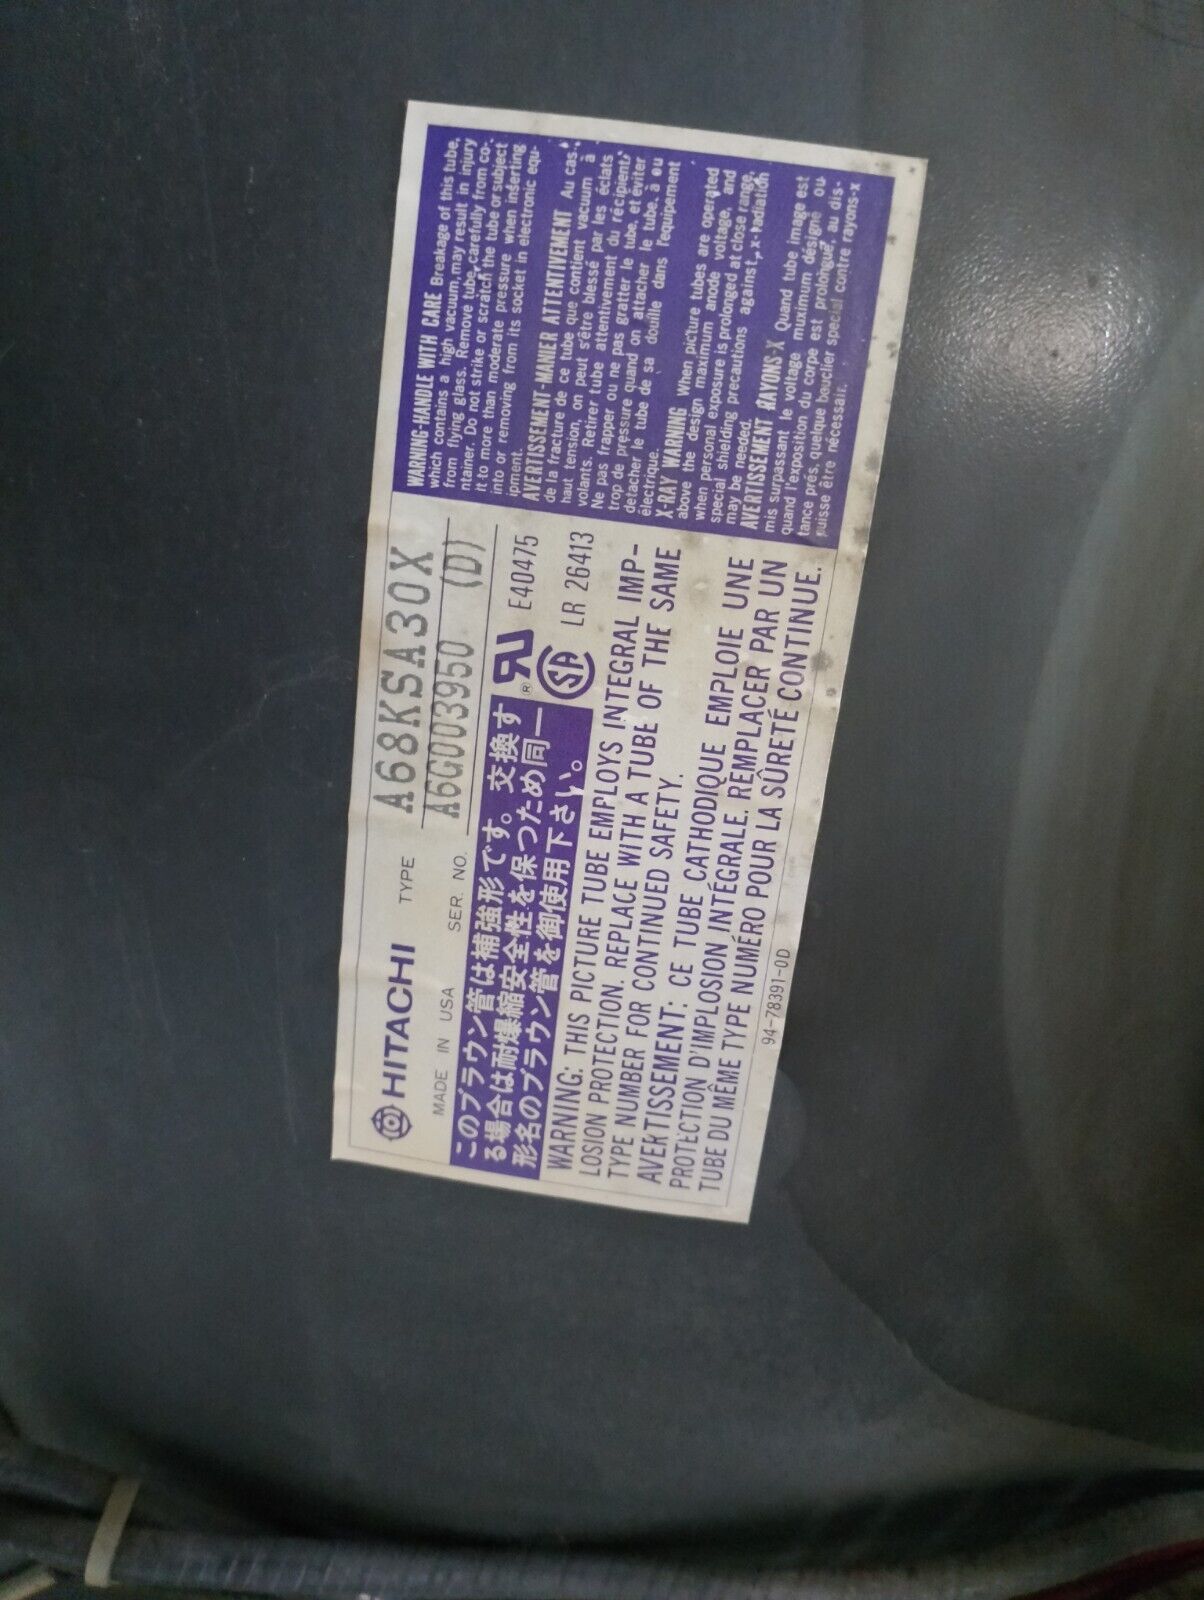 HITACHI
MADE IN USA
TYPE A68KSA30X
SER. NO. A6G003950 (D)
このブラウン管は補強形です。交換す
る場合は耐爆縮安全性を保つため同一
形名のブラウン管を御使用下さい。
® E40475
SA LR 26413
WARNING: THIS PICTURE TUBE EMPLOYS INTEGRAL IMP-
LOSION PROTECTION. REPLACE WITH A TUBE OF THE SAME
TYPE NUMBER FOR CONTINUED SAFETY.
AVERTISSEMENT: CE TUBE CATHODIQUE EMPLOIE UNE
PROTECTION D'IMPLOSION INTÉGRALE. REMPLACER PAR UN
TUBE DU MÊME TYPE NUMÉRO POUR LA SÛRETÉ CONTINUE.
94-78391-0D
WARNING-HANDLE WITH CARE Breakage of this tube,
which contains a high vacuum, may result in injury
from flying glass. Remove tube carefully from co-
ntainer. Do not strike or scratch the tube or subject
it to more than moderate pressure when inserting
into or removing from its socket in electronic equ-
ipment.
AVERTISSEMENT-MANIER ATTENTIVEMENT Au cas
de la fracture de ce tube que contient vacuum à
haut tension, on peut s'être blessé par les éclats
volants. Retirer tube attentivement du récipient.
Ne pas frapper ou ne pas gratter le tube, et éviter
trop de pressure quand on attacher le tube, à ou
detacher, le tube de sa douille dans l'equipement
électrique.
X-RAY WARNING When picture tubes are operated
above the design maximum anode voltage, and
when personal exposure is prolonged at close range,
special shielding precautions against x-radiation
may be needed.
AVERTISSEMENT RAYONS-X Quand tube image est
mis surpassant le voltage muximum désigné ou
quand l'exposition du corpe est prolongué, au dis-
tance prés, quelque bouclier special contre rayons-x
puisse être nécessair.